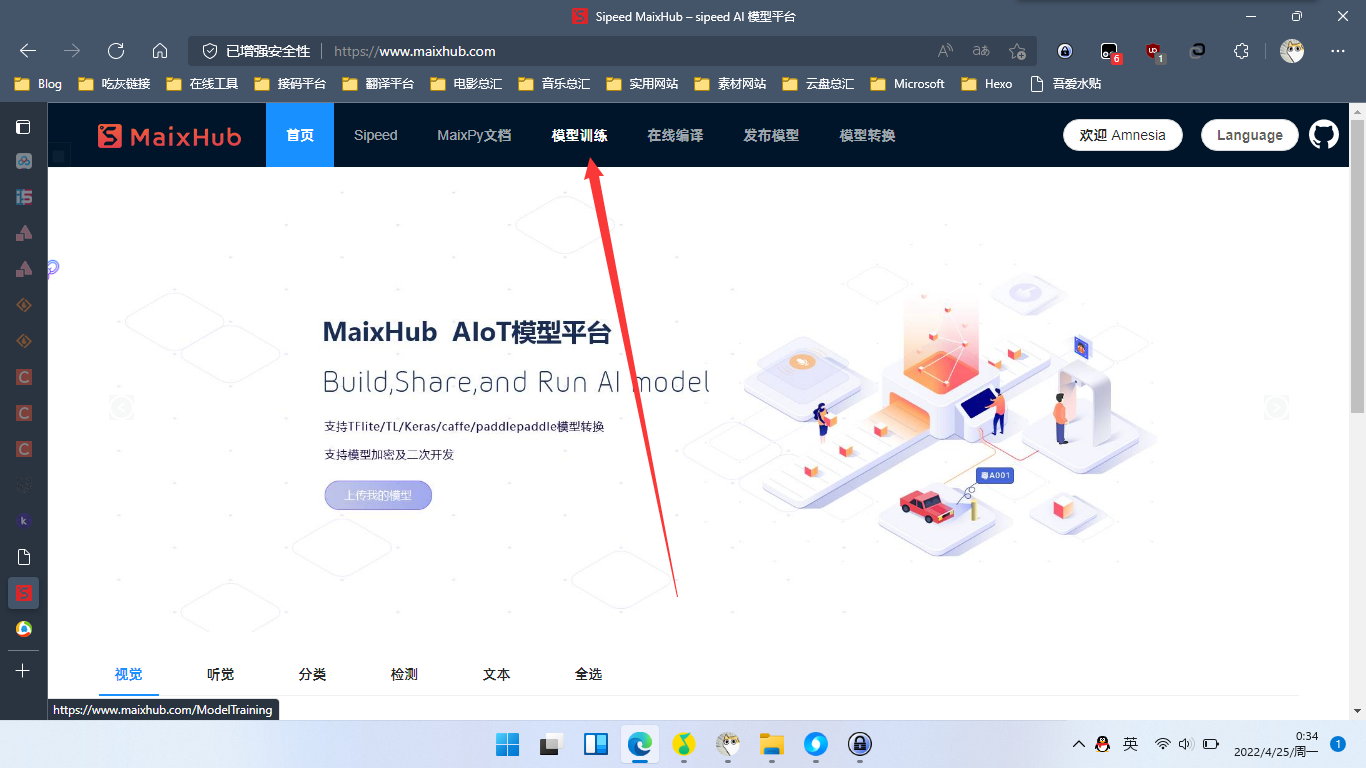 Sipeed MaixHub – sipeed AI 模型平台
已增强安全性 https://www.maixhub.com
6
1
Blog 吃灰链接 在线工具 接码平台 翻译平台 电影总汇 音乐总汇 实用网站 素材网站 云盘总汇 Microsoft Hexo 吾爱水贴
MaixHub 首页 Sipeed MaixPy文档 模型训练 在线编译 发布模型 模型转换 欢迎 Amnesia Language
MaixHub AIoT模型平台
Build,Share,and Run AI model
支持TFlite/TL/Keras/caffe/paddlepaddle模型转换
支持模型加密及二次开发
上传我的模型
A001
视觉 听觉 分类 检测 文本 全选
https://www.maixhub.com/ModelTraining
英
0:34
2022/4/25/周一
1